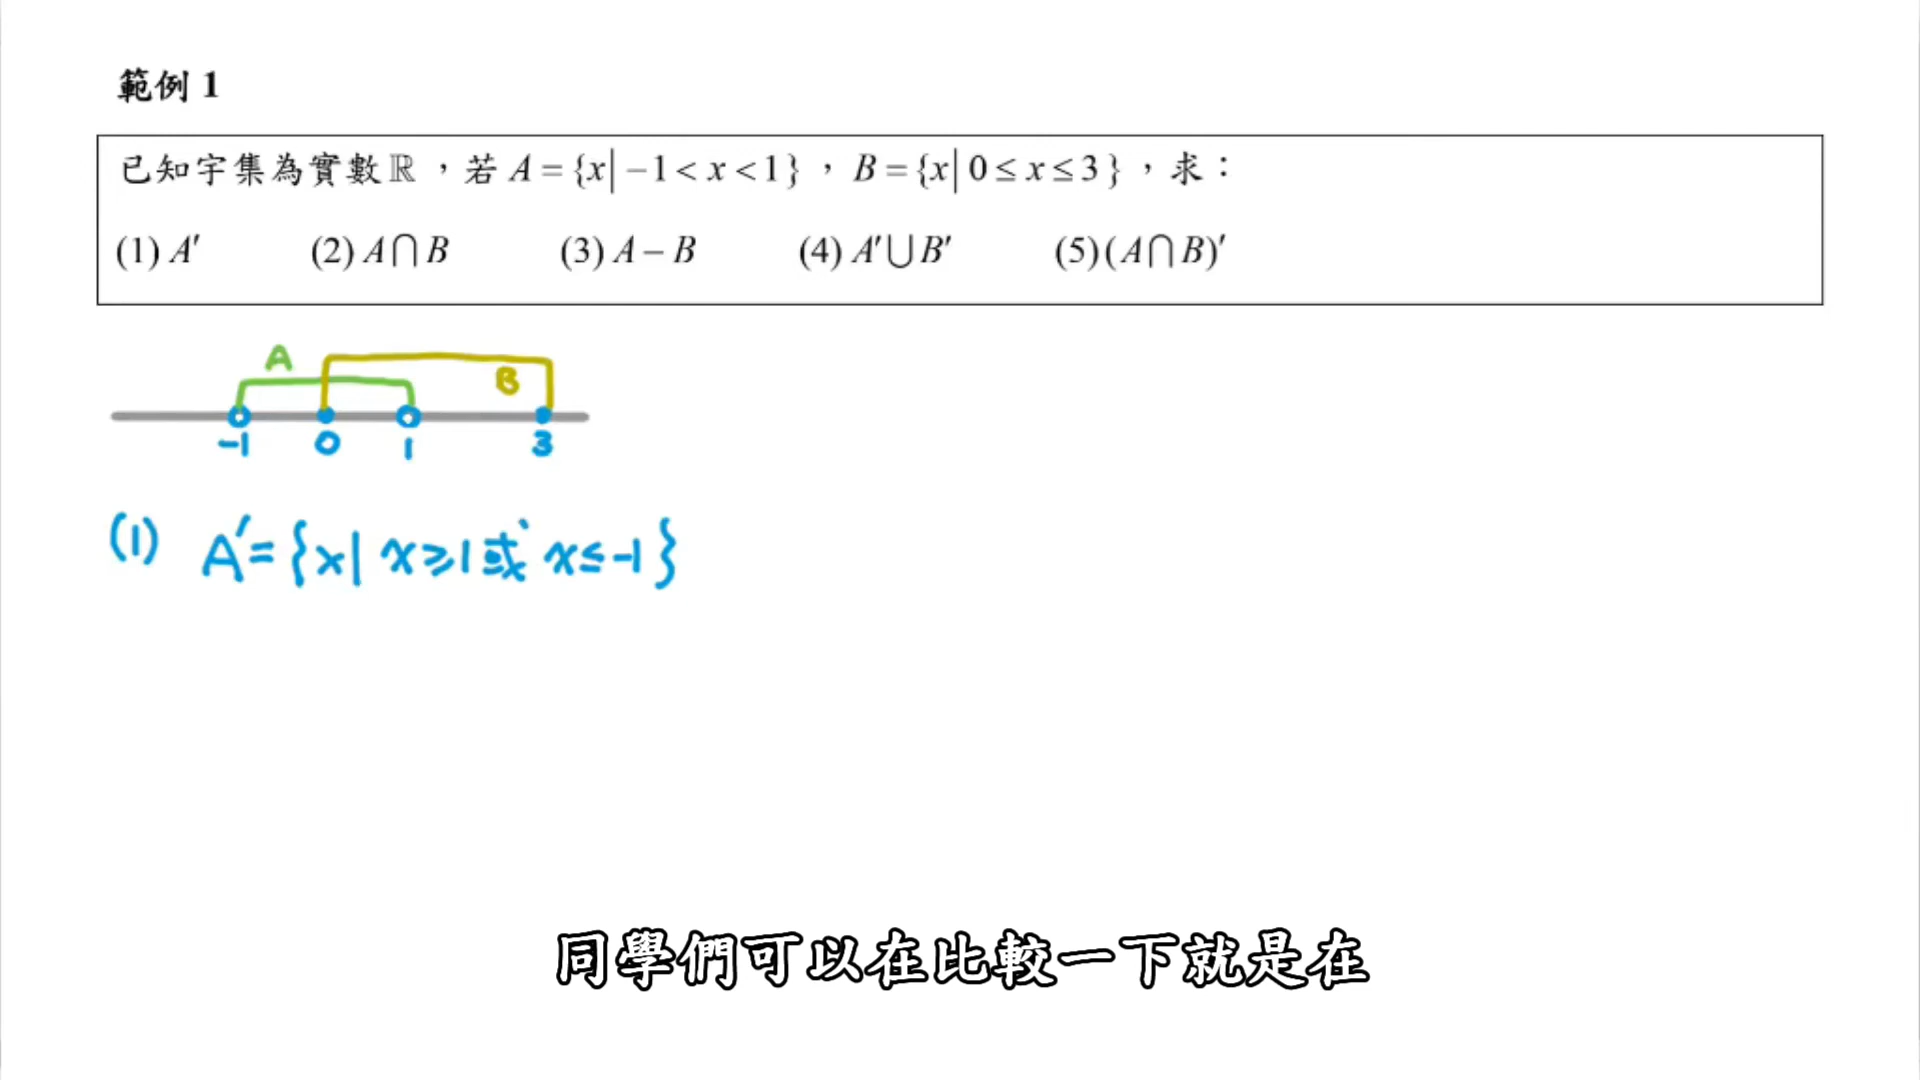 範例 1
已知宇集為實數ℝ，若 A = {x| −1 < x < 1}，B = {x| 0 ≤ x ≤ 3}，求：
(1) A′ (2) A⋂B (3) A − B (4) A′⋃B′ (5) (A⋂B)′
A
B
-1 0 1 3
(1) A′= {x| x≥1 或 x≤ -1}
同學們可以在比較一下就是在